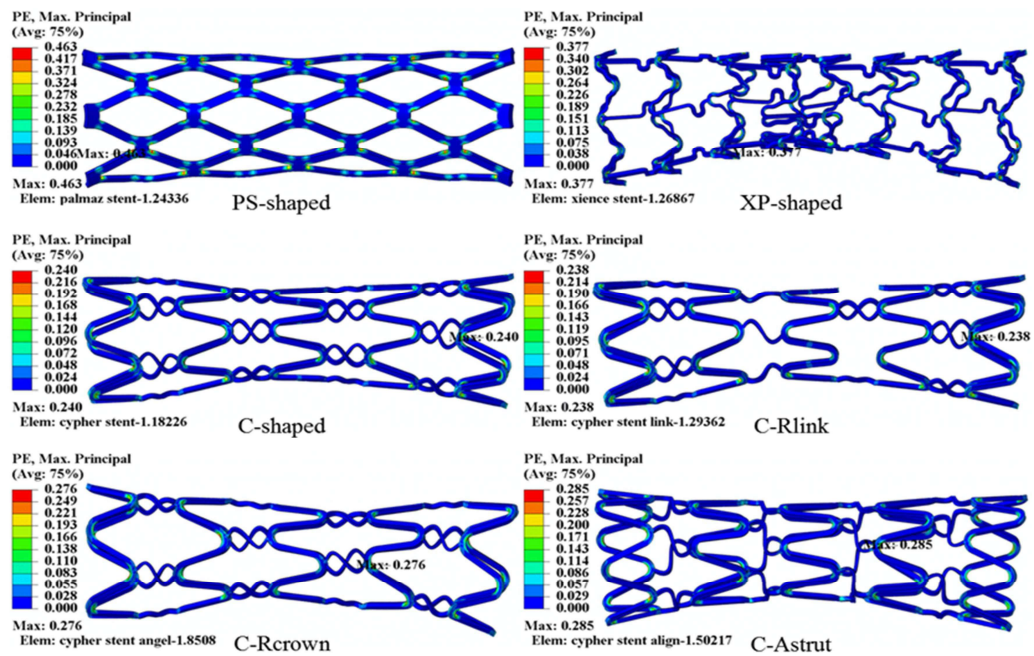 PE, Max. Principal
(Avg: 75%)
0.463
0.417
0.371
0.324
0.278
0.232
0.185
0.139
0.093
0.046
0.000
Max: 0.463
Max: 0.463
Elem: palmaz stent-1.24336
PS-shaped
PE, Max. Principal
(Avg: 75%)
0.377
0.340
0.302
0.264
0.226
0.189
0.151
0.113
0.075
0.038
0.000
Max: 0.377
Max: 0.377
Elem: xience stent-1.26867
XP-shaped
PE, Max. Principal
(Avg: 75%)
0.240
0.216
0.192
0.168
0.144
0.120
0.096
0.072
0.048
0.024
0.000
Max: 0.240
Max: 0.240
Elem: cypher stent-1.18226
C-shaped
PE, Max. Principal
(Avg: 75%)
0.238
0.214
0.190
0.167
0.143
0.119
0.095
0.071
0.048
0.024
0.000
Max: 0.238
Max: 0.238
Elem: cypher stent link-1.29362
C-Rlink
PE, Max. Principal
(Avg: 75%)
0.276
0.249
0.221
0.193
0.166
0.138
0.110
0.083
0.055
0.028
0.000
Max: 0.276
Max: 0.276
Elem: cypher stent angel-1.8508
C-Rcrown
PE, Max. Principal
(Avg: 75%)
0.285
0.257
0.228
0.200
0.171
0.143
0.114
0.086
0.057
0.029
0.000
Max: 0.285
Max: 0.285
Elem: cypher stent align-1.50217
C-Astrut